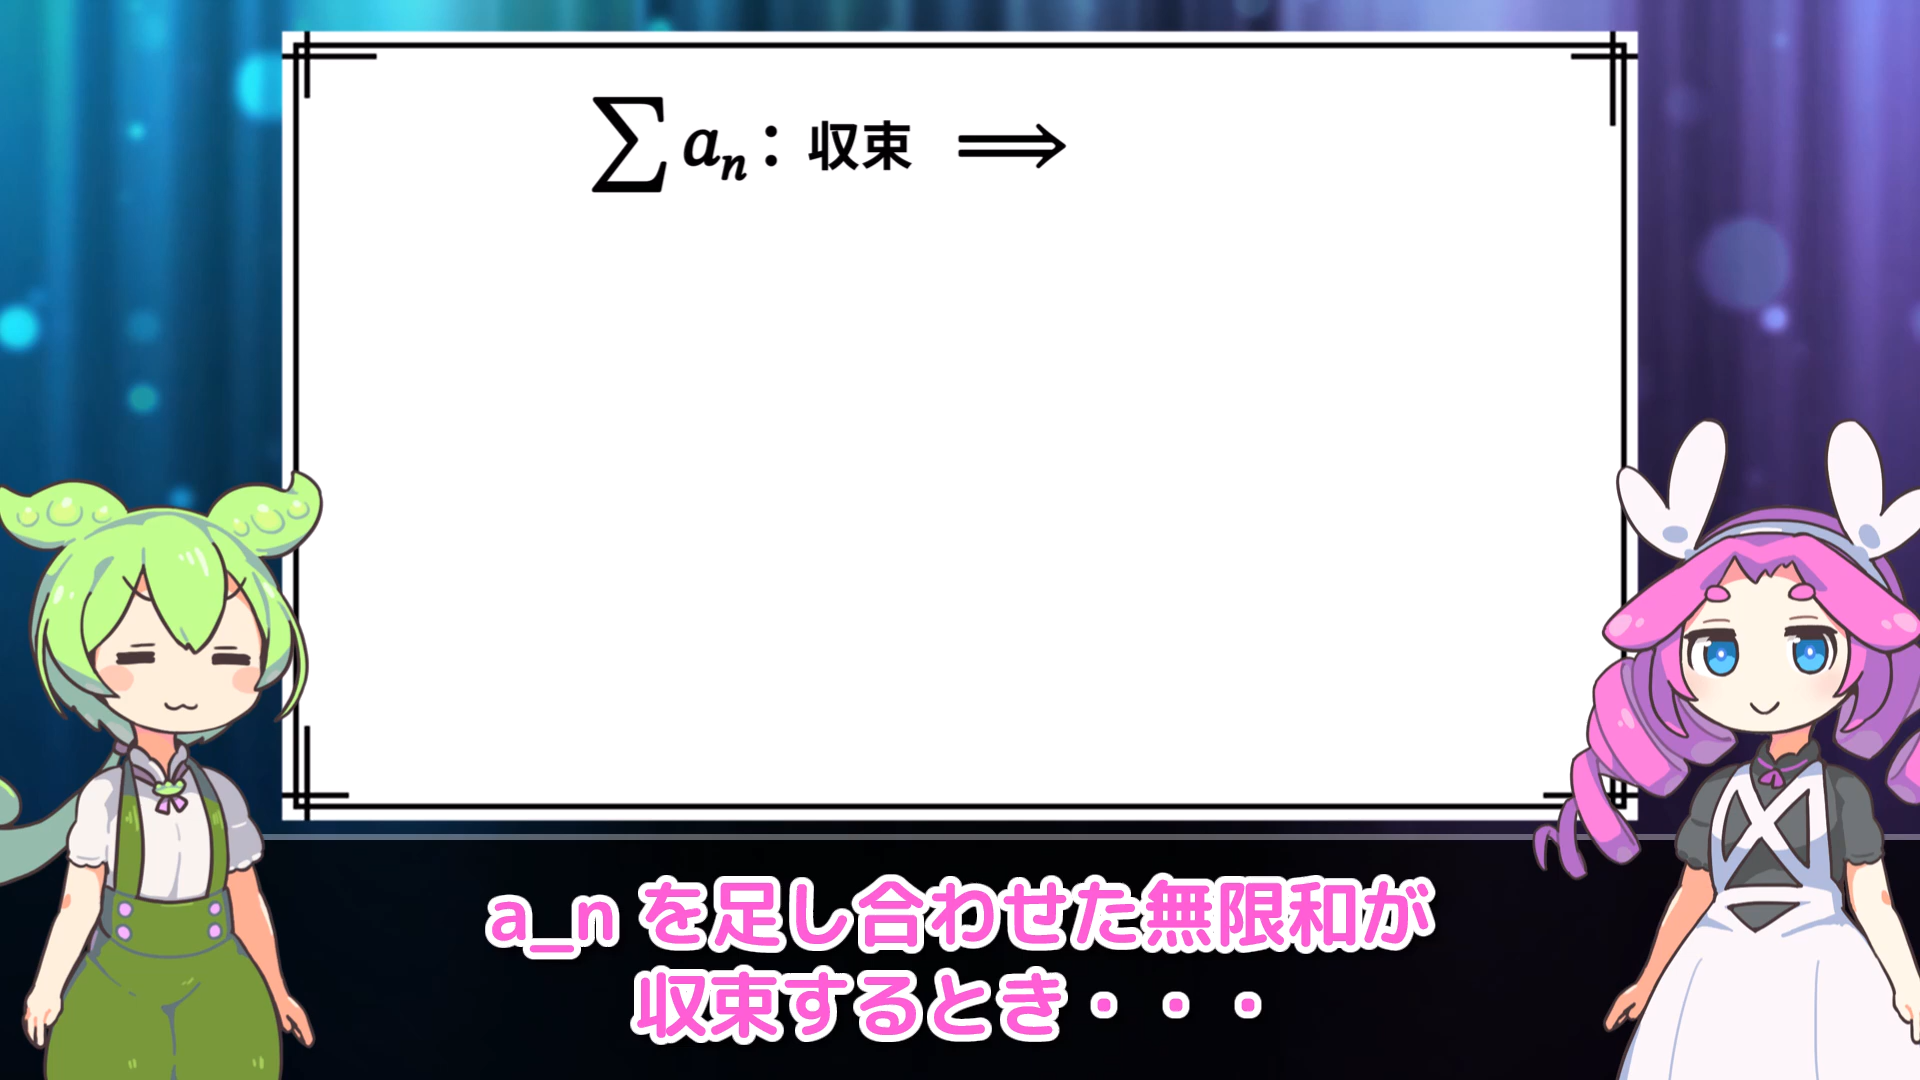 ∑ aₙ : 収束 ⟹
a_n を足し合わせた無限和が
収束するとき・・・